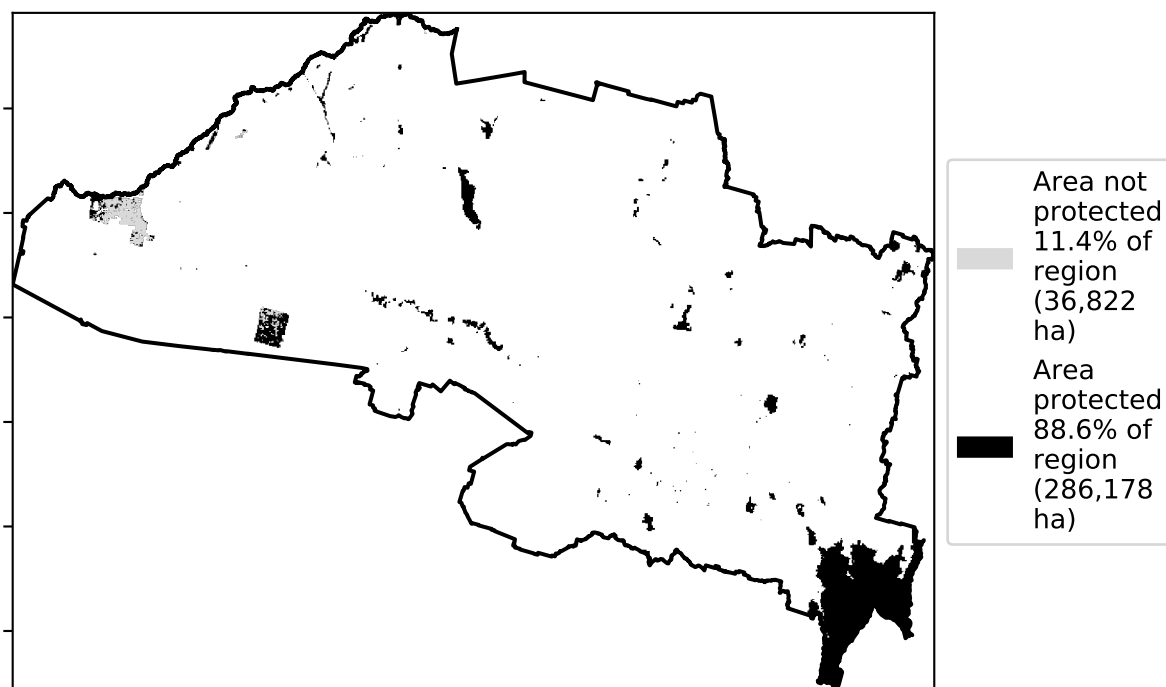 Area not
protected
11.4% of
region
(36,822
ha)
Area
protected
88.6% of
region
(286,178
ha)